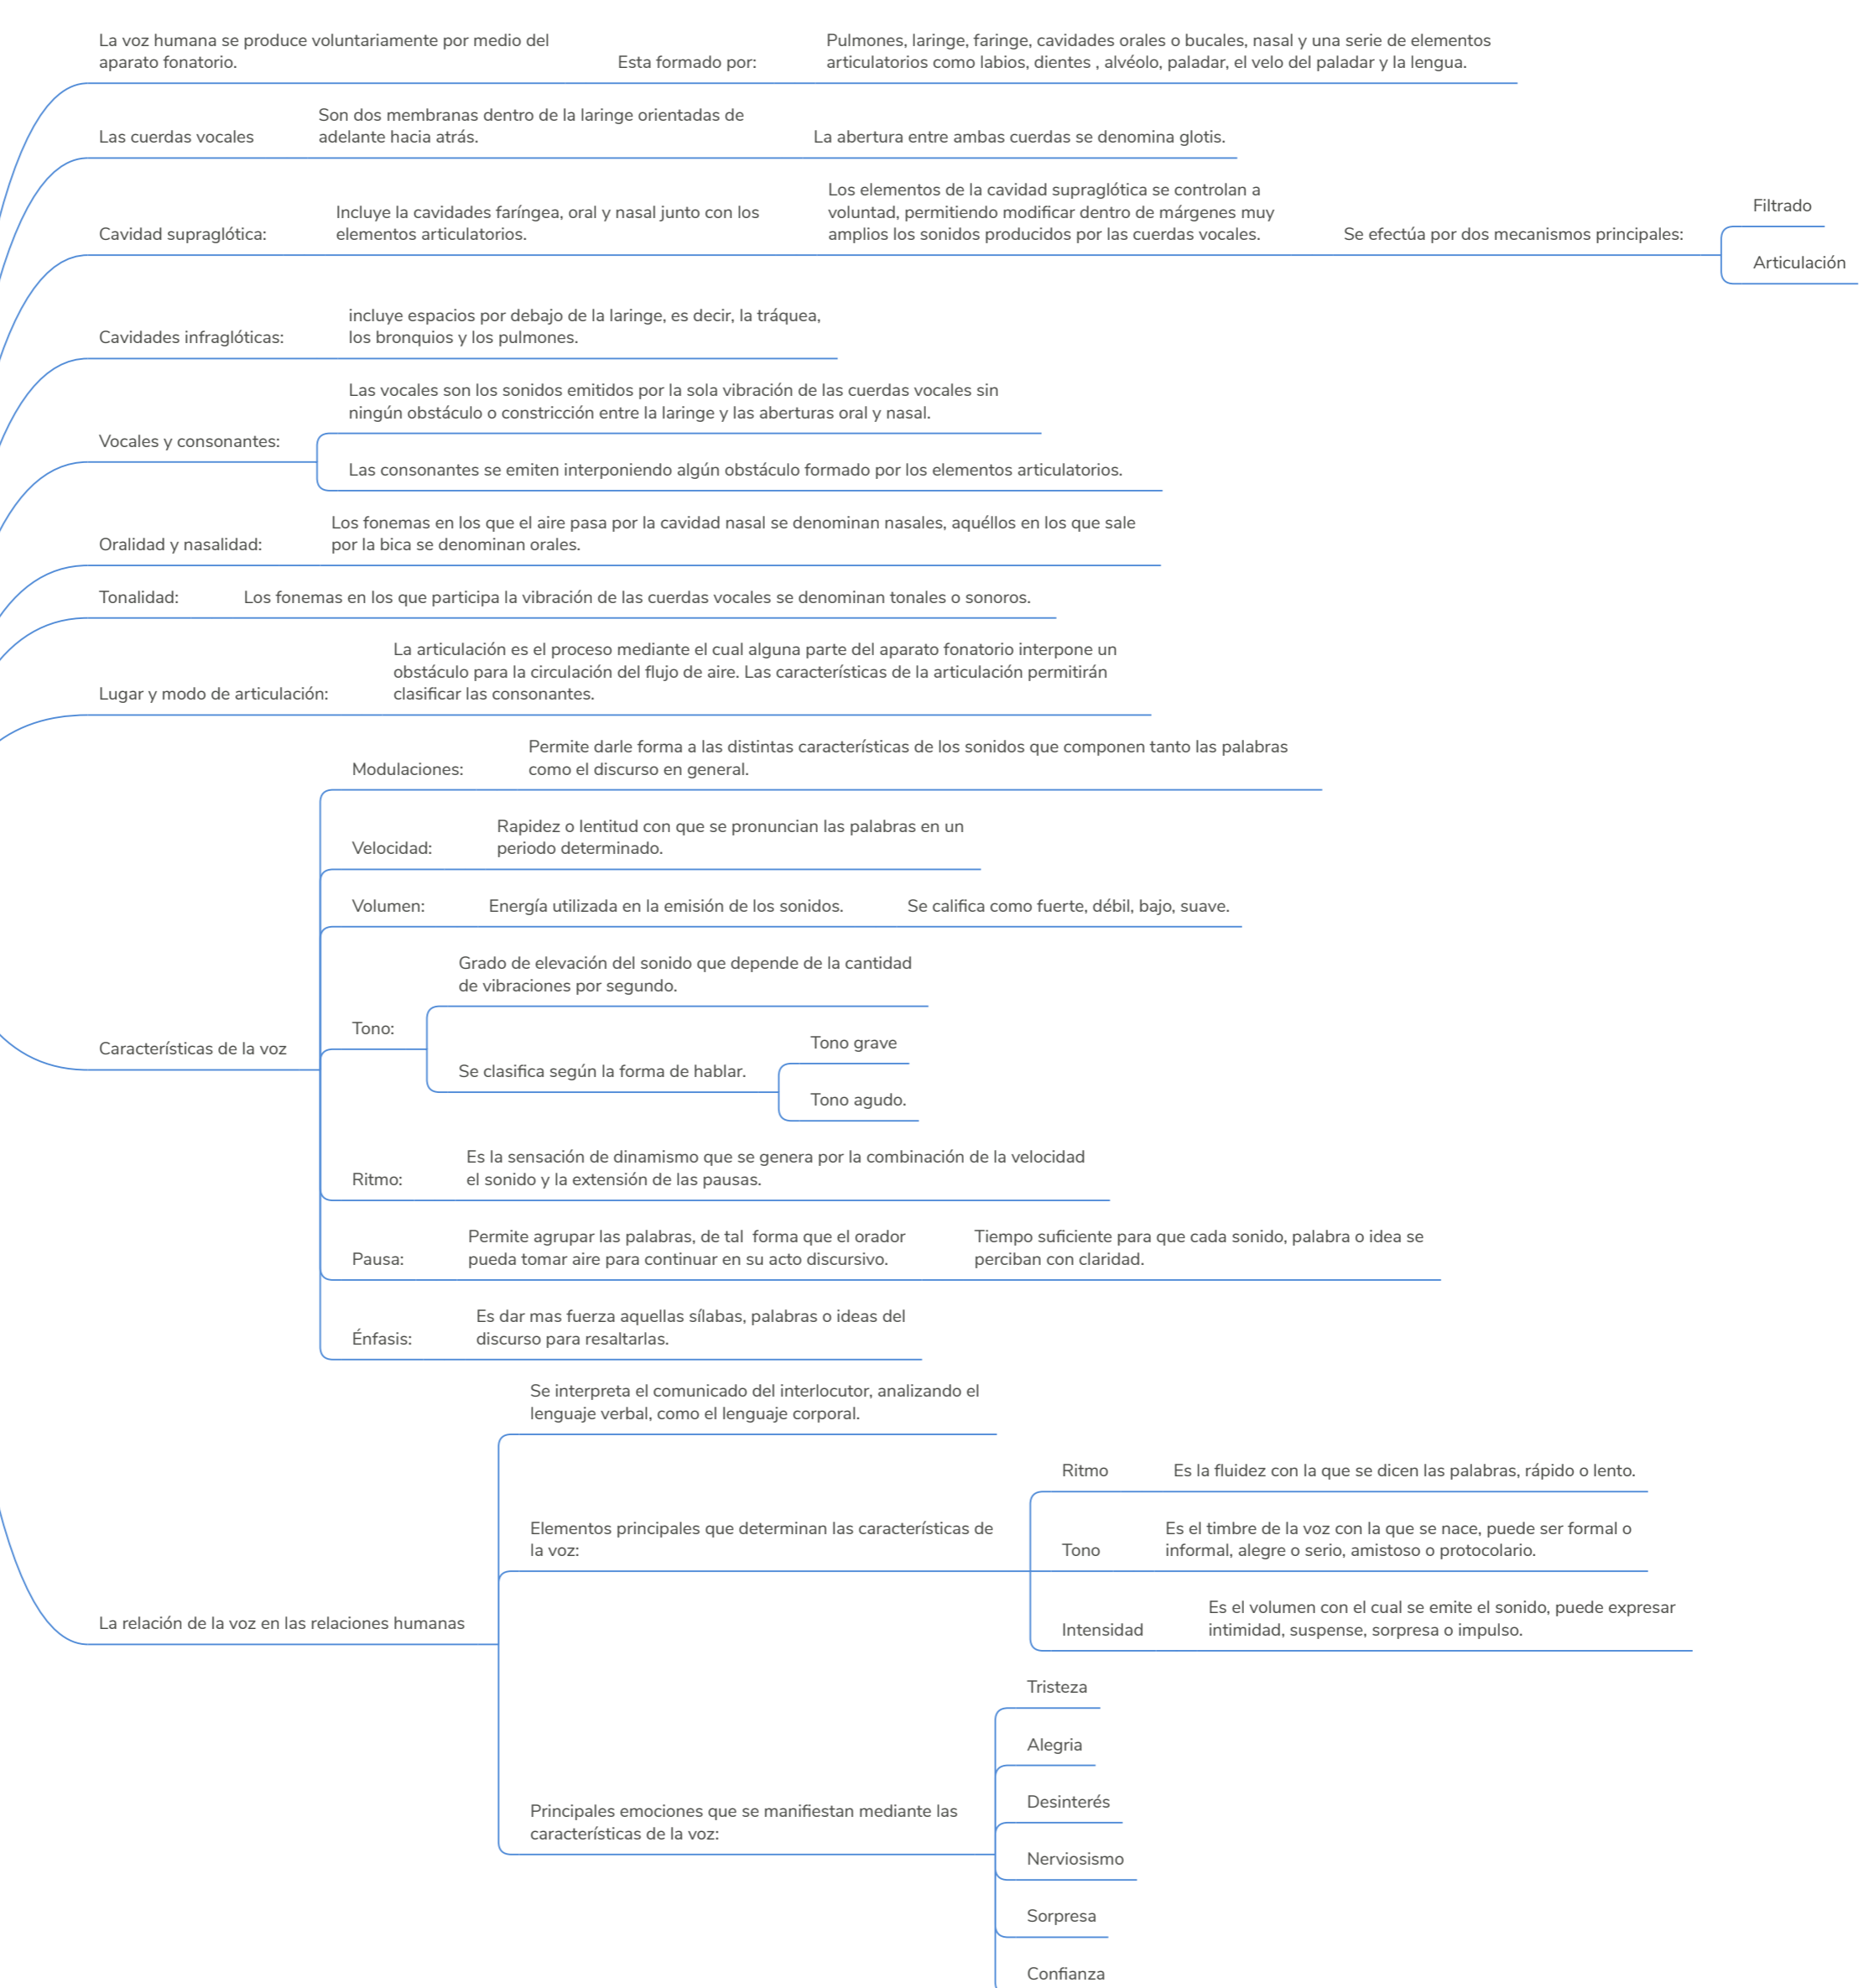 La voz humana se produce voluntariamente por medio del
aparato fonatorio.
Esta formado por:
Pulmones, laringe, faringe, cavidades orales o bucales, nasal y una serie de elementos
articulatorios como labios, dientes , alvéolo, paladar, el velo del paladar y la lengua.
Las cuerdas vocales
Son dos membranas dentro de la laringe orientadas de
adelante hacia atrás.
La abertura entre ambas cuerdas se denomina glotis.
Cavidad supraglótica:
Incluye la cavidades faríngea, oral y nasal junto con los
elementos articulatorios.
Los elementos de la cavidad supraglótica se controlan a
voluntad, permitiendo modificar dentro de márgenes muy
amplios los sonidos producidos por las cuerdas vocales.
Se efectúa por dos mecanismos principales:
Filtrado
Articulación
Cavidades infraglóticas:
incluye espacios por debajo de la laringe, es decir, la tráquea,
los bronquios y los pulmones.
Vocales y consonantes:
Las vocales son los sonidos emitidos por la sola vibración de las cuerdas vocales sin
ningún obstáculo o constricción entre la laringe y las aberturas oral y nasal.
Las consonantes se emiten interponiendo algún obstáculo formado por los elementos articulatorios.
Oralidad y nasalidad:
Los fonemas en los que el aire pasa por la cavidad nasal se denominan nasales, aquéllos en los que sale
por la bica se denominan orales.
Tonalidad:
Los fonemas en los que participa la vibración de las cuerdas vocales se denominan tonales o sonoros.
Lugar y modo de articulación:
La articulación es el proceso mediante el cual alguna parte del aparato fonatorio interpone un
obstáculo para la circulación del flujo de aire. Las características de la articulación permitirán
clasificar las consonantes.
Características de la voz
Modulaciones:
Permite darle forma a las distintas características de los sonidos que componen tanto las palabras
como el discurso en general.
Velocidad:
Rapidez o lentitud con que se pronuncian las palabras en un
periodo determinado.
Volumen:
Energía utilizada en la emisión de los sonidos.
Se califica como fuerte, débil, bajo, suave.
Tono:
Grado de elevación del sonido que depende de la cantidad
de vibraciones por segundo.
Se clasifica según la forma de hablar.
Tono grave
Tono agudo.
Ritmo:
Es la sensación de dinamismo que se genera por la combinación de la velocidad
el sonido y la extensión de las pausas.
Pausa:
Permite agrupar las palabras, de tal  forma que el orador
pueda tomar aire para continuar en su acto discursivo.
Tiempo suficiente para que cada sonido, palabra o idea se
perciban con claridad.
Énfasis:
Es dar mas fuerza aquellas sílabas, palabras o ideas del
discurso para resaltarlas.
La relación de la voz en las relaciones humanas
Se interpreta el comunicado del interlocutor, analizando el
lenguaje verbal, como el lenguaje corporal.
Elementos principales que determinan las características de
la voz:
Ritmo
Es la fluidez con la que se dicen las palabras, rápido o lento.
Tono
Es el timbre de la voz con la que se nace, puede ser formal o
informal, alegre o serio, amistoso o protocolario.
Intensidad
Es el volumen con el cual se emite el sonido, puede expresar
intimidad, suspense, sorpresa o impulso.
Principales emociones que se manifiestan mediante las
características de la voz:
Tristeza
Alegria
Desinterés
Nerviosismo
Sorpresa
Confianza